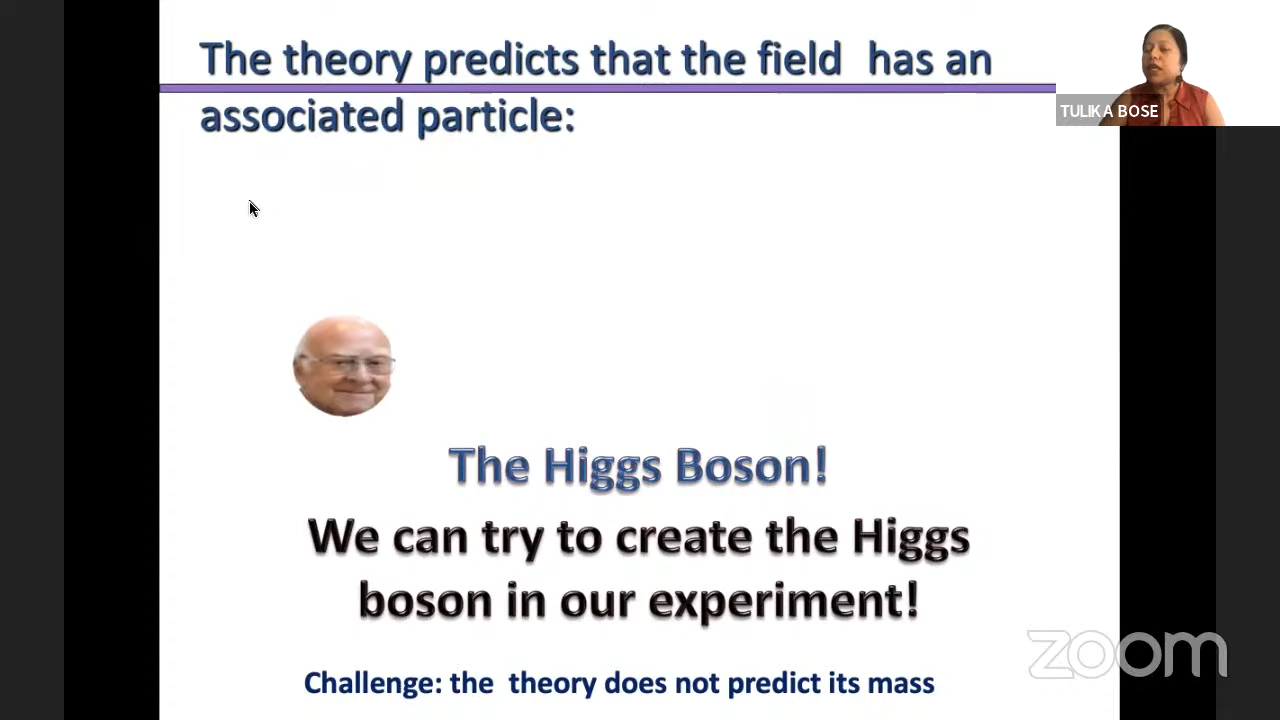 The theory predicts that the field  has an
associated particle:
TULIKA BOSE
The Higgs Boson!
We can try to create the Higgs
boson in our experiment!
Challenge: the  theory does not predict its mass
zoom